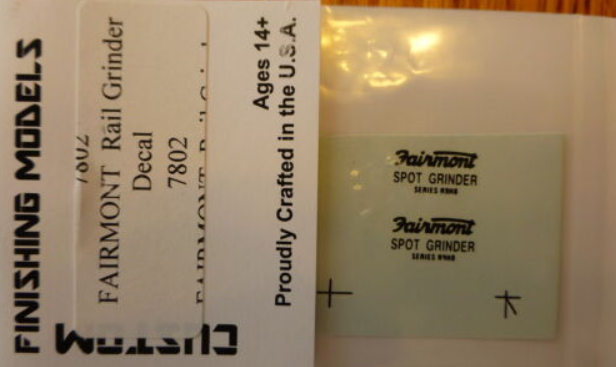 FINISHING MODELS
CUSTOM
7802
FAIRMONT Rail Grinder
Decal
7802
Ages 14+
Proudly Crafted in the U.S.A.
Fairmont
SPOT GRINDER
Fairmont
SPOT GRINDER